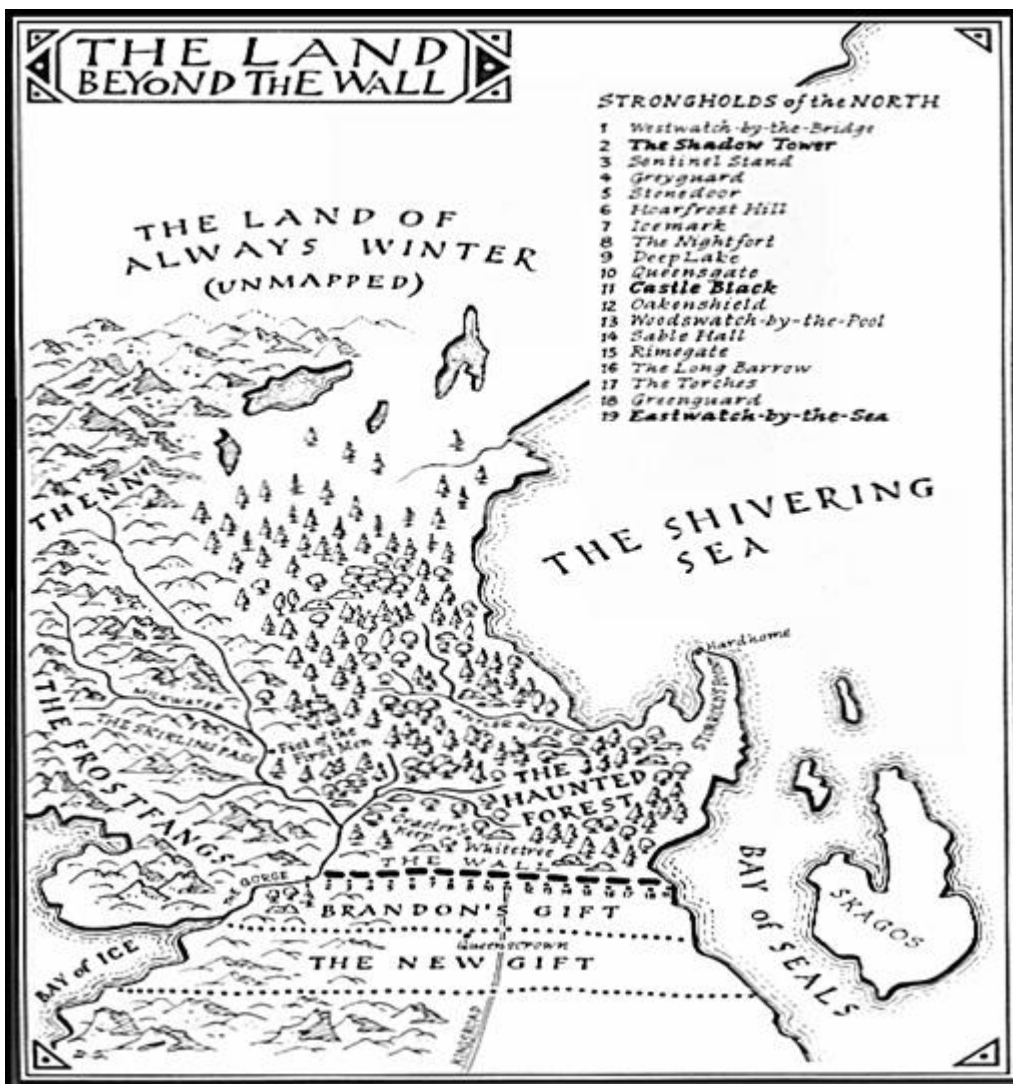 THE LAND
BEYOND THE WALL
STRONGHOLDS of the NORTH
1 Westwatch-by-the-Bridge
2 The Shadow Tower
3 Sentinel Stand
4 Greyguard
5 Stonedoor
6 Hoarfrost Hill
7 Icemark
8 The Nightfort
9 Deep Lake
10 Queensgate
11 Castle Black
12 Oakenshield
13 Woodswatch-by-the-Pool
14 Sable Hall
15 Rimegate
16 The Long Barrow
17 The Torches
18 Greenguard
19 Eastwatch-by-the-Sea
THE LAND OF
ALWAYS WINTER
(UNMAPPED)
THENN
THE SHIVERING
SEA
Hardhome
MILKWATER
THE SKIRLING PASS
THE FROSTFANGS
Fist of the
First Men
ANTLER RIVER
THE
HAUNTED
FOREST
Craster's
Keep
Whitetree
THE WALL
THE GORGE
BRANDON'S GIFT
Queenscrown
THE NEW GIFT
BAY of ICE
KINGSROAD
BAY of SEALS
SKAGOS